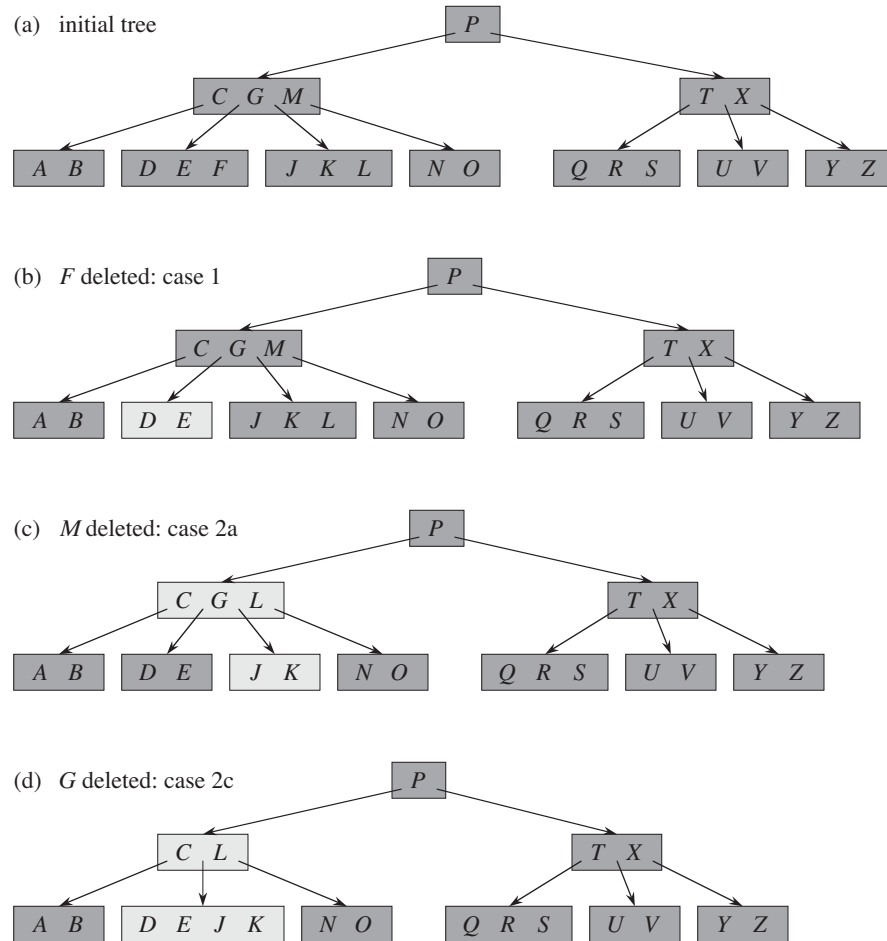 (a) initial tree
P
C G M
T X
A B
D E F
J K L
N O
Q R S
U V
Y Z
(b) F deleted: case 1
P
C G M
T X
A B
D E
J K L
N O
Q R S
U V
Y Z
(c) M deleted: case 2a
P
C G L
T X
A B
D E
J K
N O
Q R S
U V
Y Z
(d) G deleted: case 2c
P
C L
T X
A B
D E J K
N O
Q R S
U V
Y Z